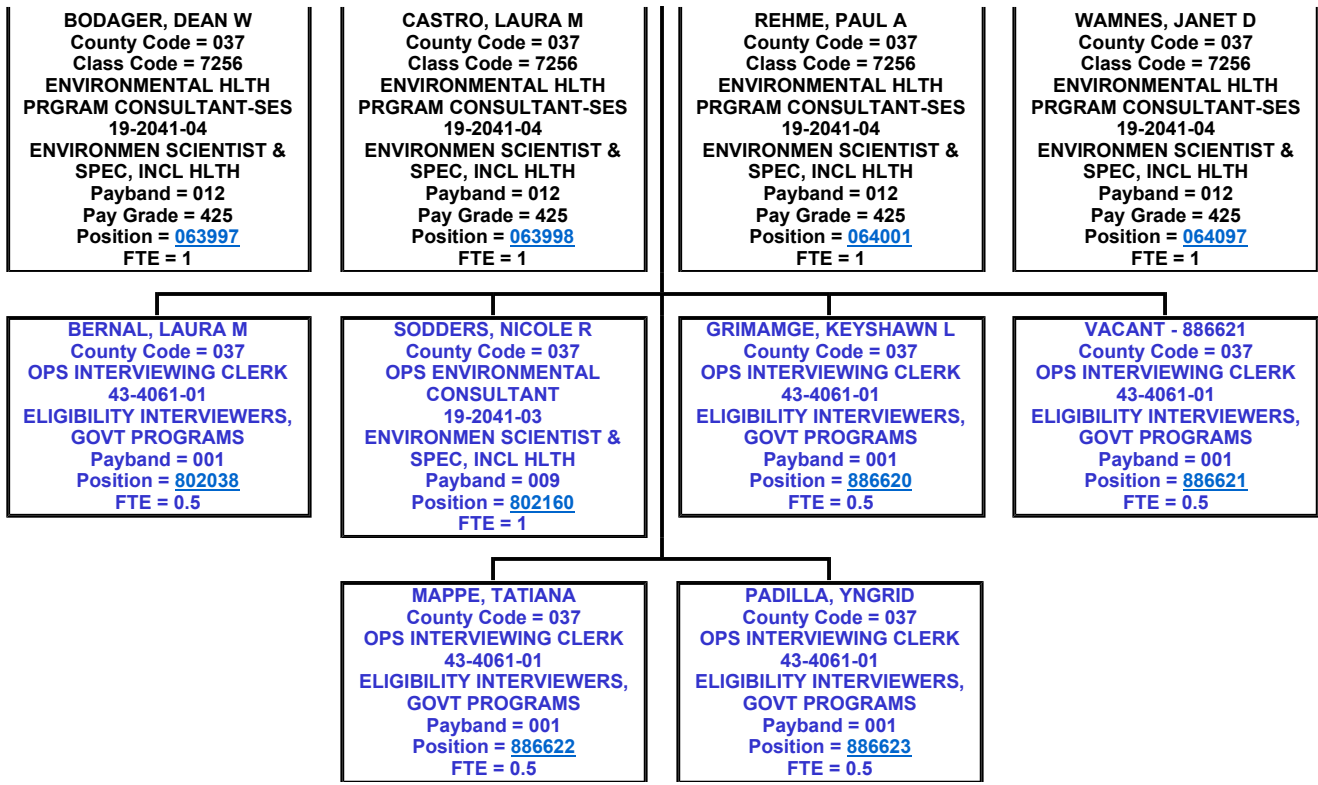 BODAGER, DEAN W
County Code = 037
Class Code = 7256
ENVIRONMENTAL HLTH
PRGRAM CONSULTANT-SES
19-2041-04
ENVIRONMEN SCIENTIST &
SPEC, INCL HLTH
Payband = 012
Pay Grade = 425
Position = 063997
FTE = 1
CASTRO, LAURA M
County Code = 037
Class Code = 7256
ENVIRONMENTAL HLTH
PRGRAM CONSULTANT-SES
19-2041-04
ENVIRONMEN SCIENTIST &
SPEC, INCL HLTH
Payband = 012
Pay Grade = 425
Position = 063998
FTE = 1
REHME, PAUL A
County Code = 037
Class Code = 7256
ENVIRONMENTAL HLTH
PRGRAM CONSULTANT-SES
19-2041-04
ENVIRONMEN SCIENTIST &
SPEC, INCL HLTH
Payband = 012
Pay Grade = 425
Position = 064001
FTE = 1
WAMNES, JANET D
County Code = 037
Class Code = 7256
ENVIRONMENTAL HLTH
PRGRAM CONSULTANT-SES
19-2041-04
ENVIRONMEN SCIENTIST &
SPEC, INCL HLTH
Payband = 012
Pay Grade = 425
Position = 064097
FTE = 1
BERNAL, LAURA M
County Code = 037
OPS INTERVIEWING CLERK
43-4061-01
ELIGIBILITY INTERVIEWERS,
GOVT PROGRAMS
Payband = 001
Position = 802038
FTE = 0.5
SODDERS, NICOLE R
County Code = 037
OPS ENVIRONMENTAL
CONSULTANT
19-2041-03
ENVIRONMEN SCIENTIST &
SPEC, INCL HLTH
Payband = 009
Position = 802160
FTE = 1
GRIMAMGE, KEYSHAWN L
County Code = 037
OPS INTERVIEWING CLERK
43-4061-01
ELIGIBILITY INTERVIEWERS,
GOVT PROGRAMS
Payband = 001
Position = 886620
FTE = 0.5
VACANT - 886621
County Code = 037
OPS INTERVIEWING CLERK
43-4061-01
ELIGIBILITY INTERVIEWERS,
GOVT PROGRAMS
Payband = 001
Position = 886621
FTE = 0.5
MAPPE, TATIANA
County Code = 037
OPS INTERVIEWING CLERK
43-4061-01
ELIGIBILITY INTERVIEWERS,
GOVT PROGRAMS
Payband = 001
Position = 886622
FTE = 0.5
PADILLA, YNGRID
County Code = 037
OPS INTERVIEWING CLERK
43-4061-01
ELIGIBILITY INTERVIEWERS,
GOVT PROGRAMS
Payband = 001
Position = 886623
FTE = 0.5